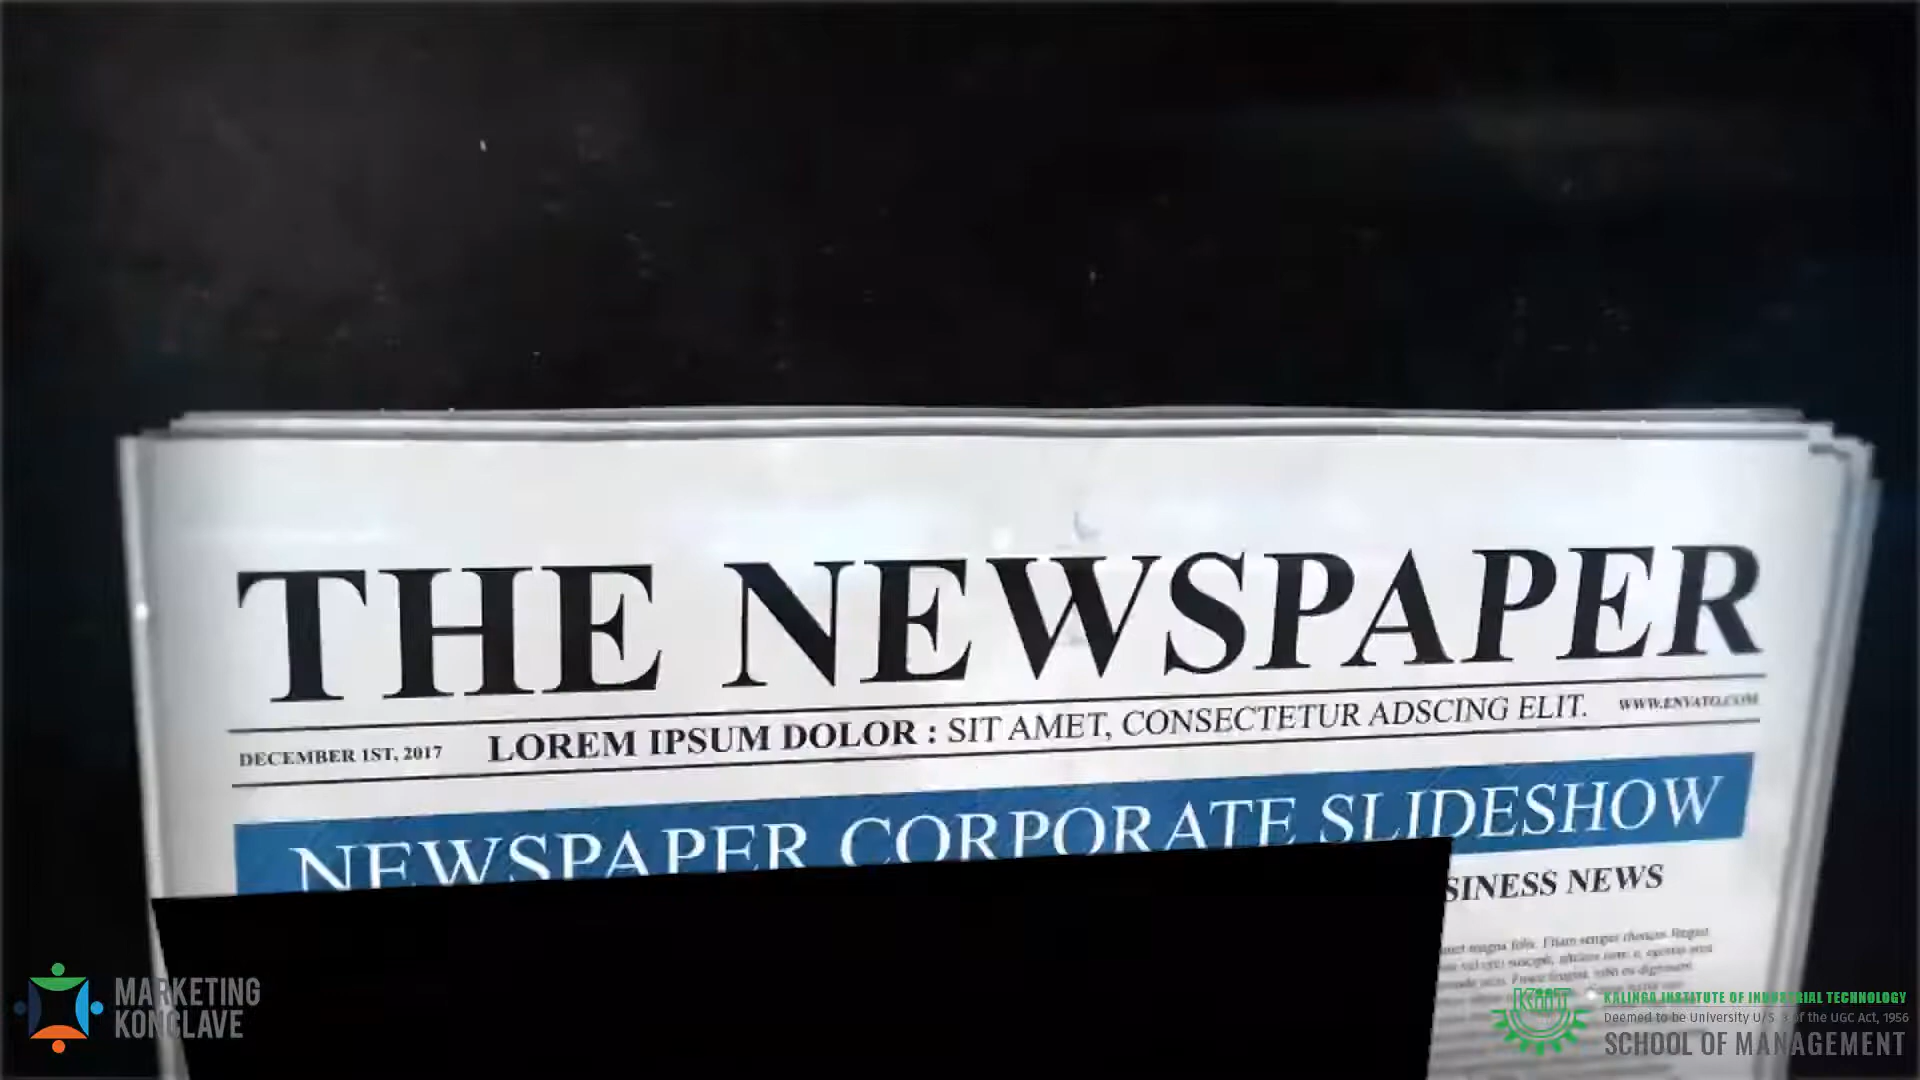 THE NEWSPAPER
DECEMBER 1ST, 2017
LOREM IPSUM DOLOR : SIT AMET, CONSECTETUR ADSCING ELIT.
WWW.ENVATO.COM
NEWSPAPER CORPORATE SLIDESHOW
SINESS NEWS
MARKETING
KONCLAVE
KiiT
KALINGA INSTITUTE OF INDUSTRIAL TECHNOLOGY
Deemed to be University U/S 3 of the UGC Act, 1956
SCHOOL OF MANAGEMENT